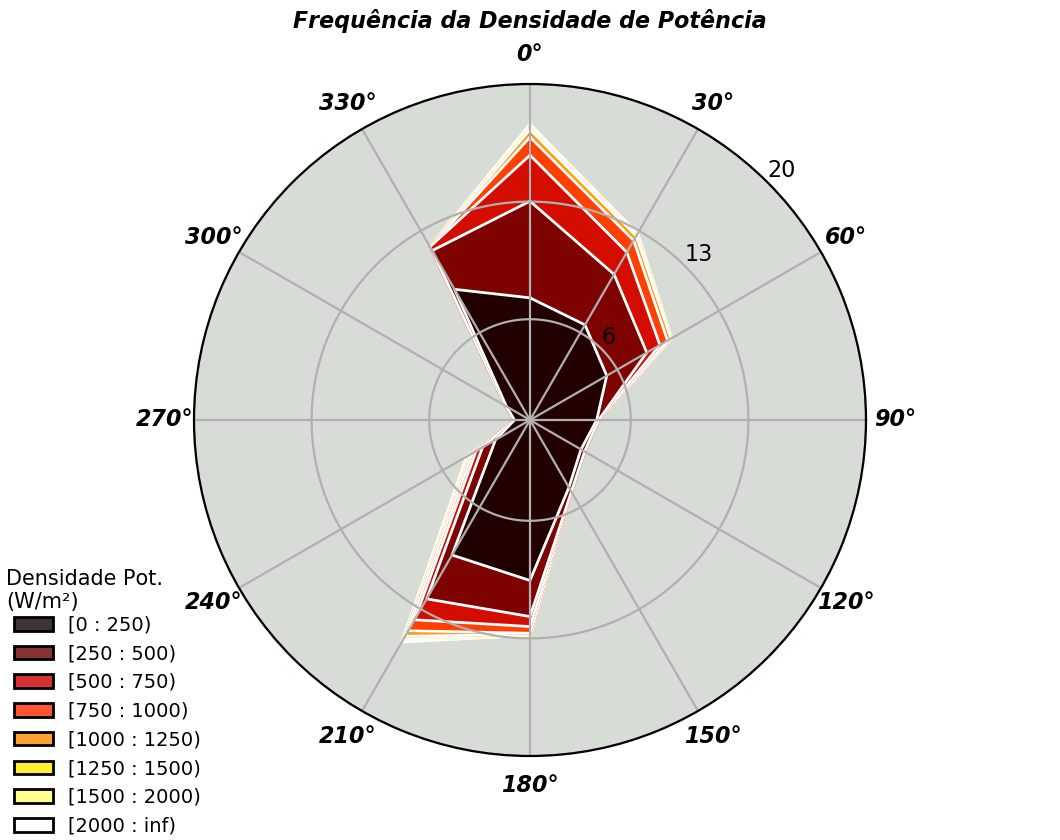 Frequência da Densidade de Potência
0°
330°
30°
20
300°
60°
13
6
270°
90°
240°
120°
210°
150°
180°
Densidade Pot.
(W/m²)
[0 : 250)
[250 : 500)
[500 : 750)
[750 : 1000)
[1000 : 1250)
[1250 : 1500)
[1500 : 2000)
[2000 : inf)